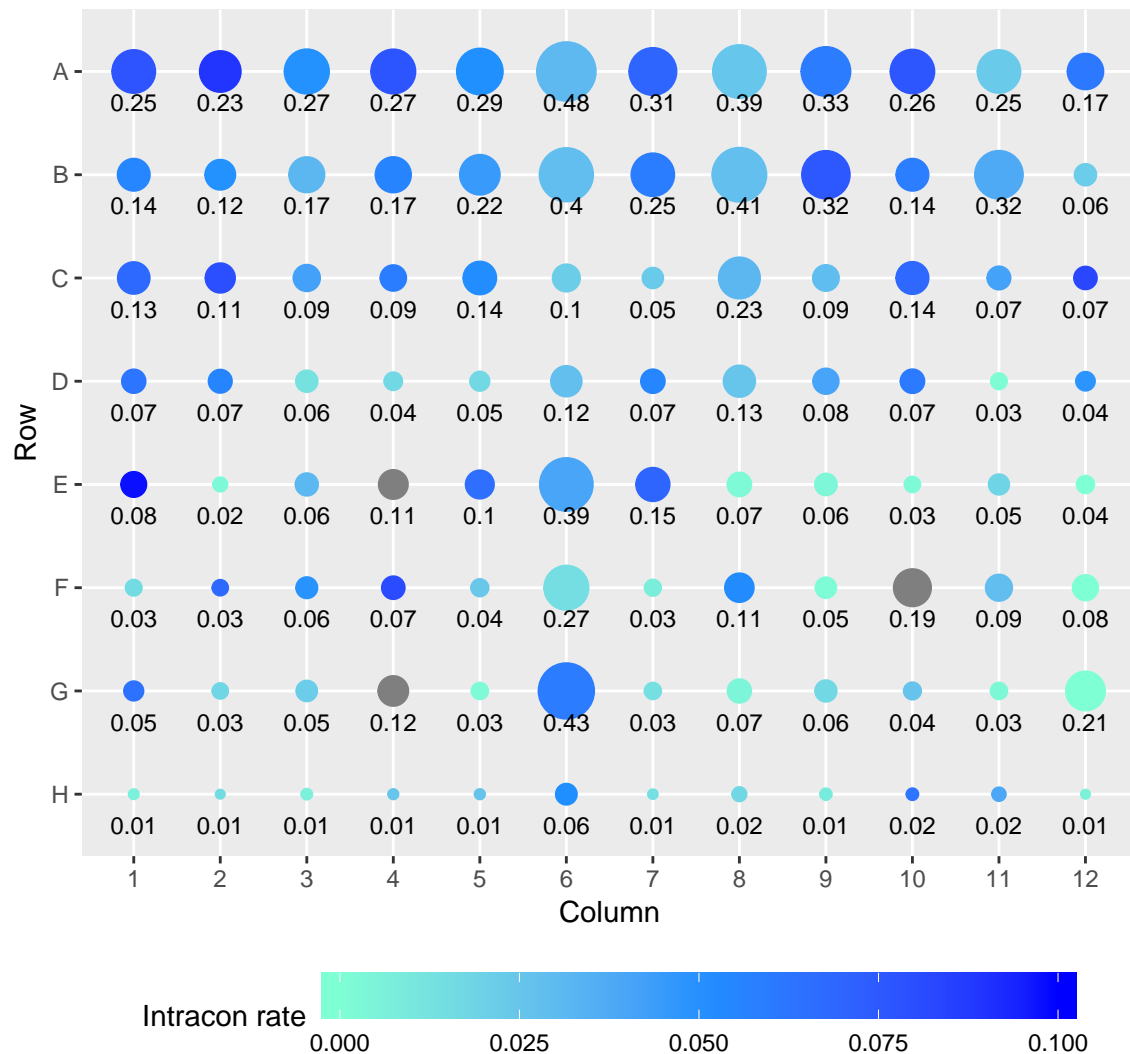 A
0.25 0.23 0.27 0.27 0.29 0.48 0.31 0.39 0.33 0.26 0.25 0.17
B
0.14 0.12 0.17 0.17 0.22 0.4 0.25 0.41 0.32 0.14 0.32 0.06
C
0.13 0.11 0.09 0.09 0.14 0.1 0.05 0.23 0.09 0.14 0.07 0.07
D
0.07 0.07 0.06 0.04 0.05 0.12 0.07 0.13 0.08 0.07 0.03 0.04
Row
E
0.08 0.02 0.06 0.11 0.1 0.39 0.15 0.07 0.06 0.03 0.05 0.04
F
0.03 0.03 0.06 0.07 0.04 0.27 0.03 0.11 0.05 0.19 0.09 0.08
G
0.05 0.03 0.05 0.12 0.03 0.43 0.03 0.07 0.06 0.04 0.03 0.21
H
0.01 0.01 0.01 0.01 0.01 0.06 0.01 0.02 0.01 0.02 0.02 0.01
1 2 3 4 5 6 7 8 9 10 11 12
Column
Intracon rate
0.000 0.025 0.050 0.075 0.100